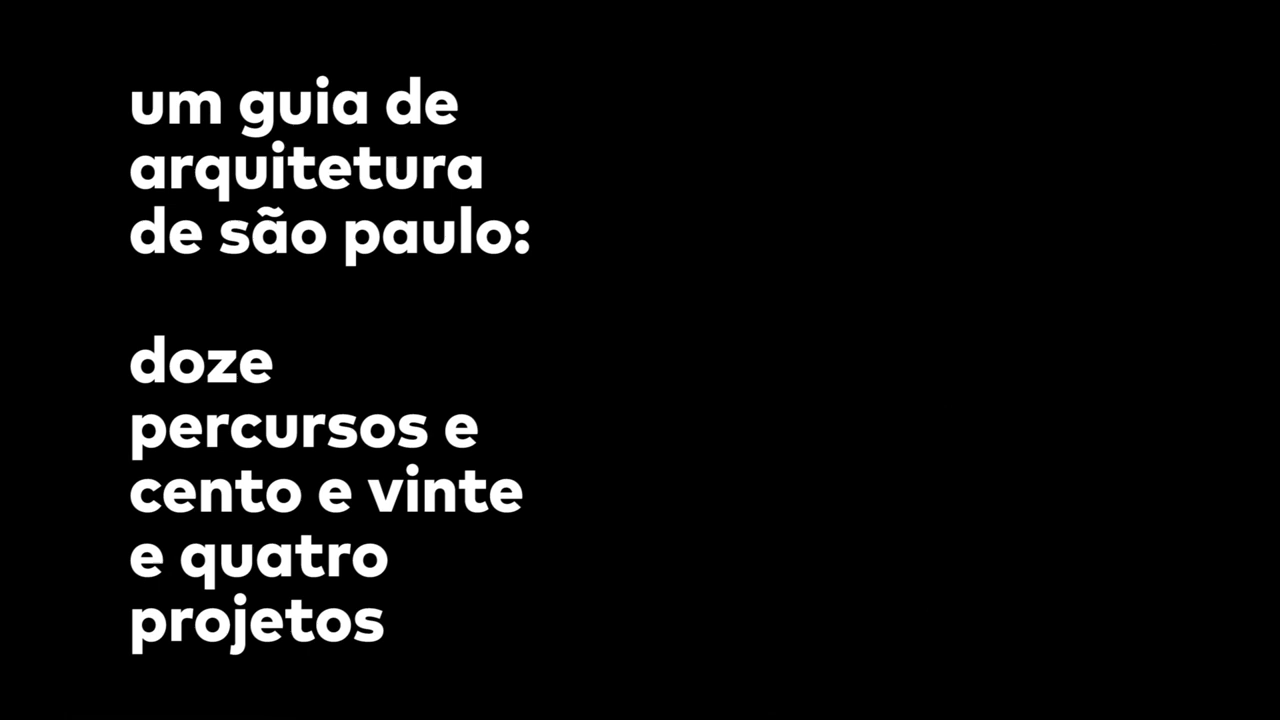 um guia de
arquitetura
de são paulo:
doze
percursos e
cento e vinte
e quatro
projetos